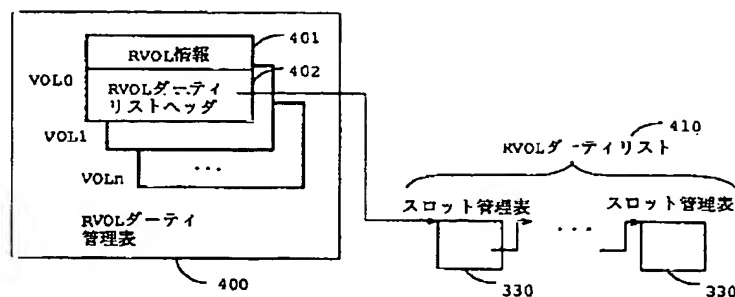 401
RVOL情報
402
VOL0
RVOLダーティ
リストヘッダ
VOL1
410
RVOLダーティリスト
VOLn
...
スロット管理表
スロット管理表
RVOLダーティ
管理表
...
400
330
330